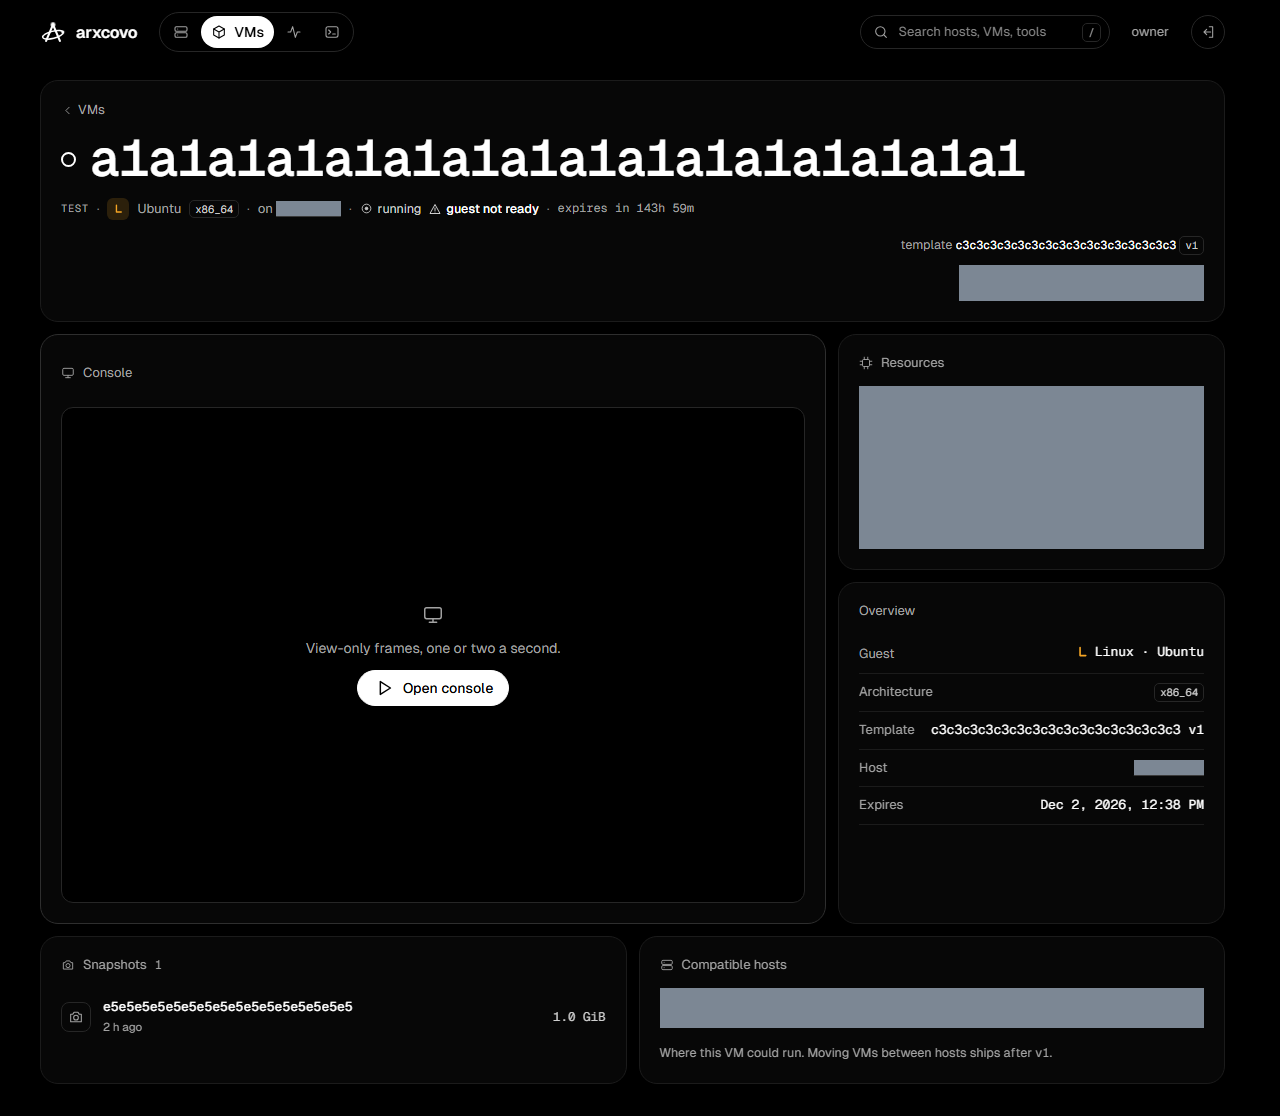 arxcovo
VMs
Search hosts, VMs, tools
/
owner
VMs
a1a1a1a1a1a1a1a1a1a1a1a1a1a1a1a1
TEST · L Ubuntu x86_64 · on · running guest not ready · expires in 143h 59m
template c3c3c3c3c3c3c3c3c3c3c3c3c3c3c3c3 v1
Console
View-only frames, one or two a second.
Open console
Resources
Overview
Guest L Linux · Ubuntu
Architecture x86_64
Template c3c3c3c3c3c3c3c3c3c3c3c3c3c3c3c3 v1
Host
Expires Dec 2, 2026, 12:38 PM
Snapshots 1
e5e5e5e5e5e5e5e5e5e5e5e5e5e5e5e5
2 h ago
1.0 GiB
Compatible hosts
Where this VM could run. Moving VMs between hosts ships after v1.